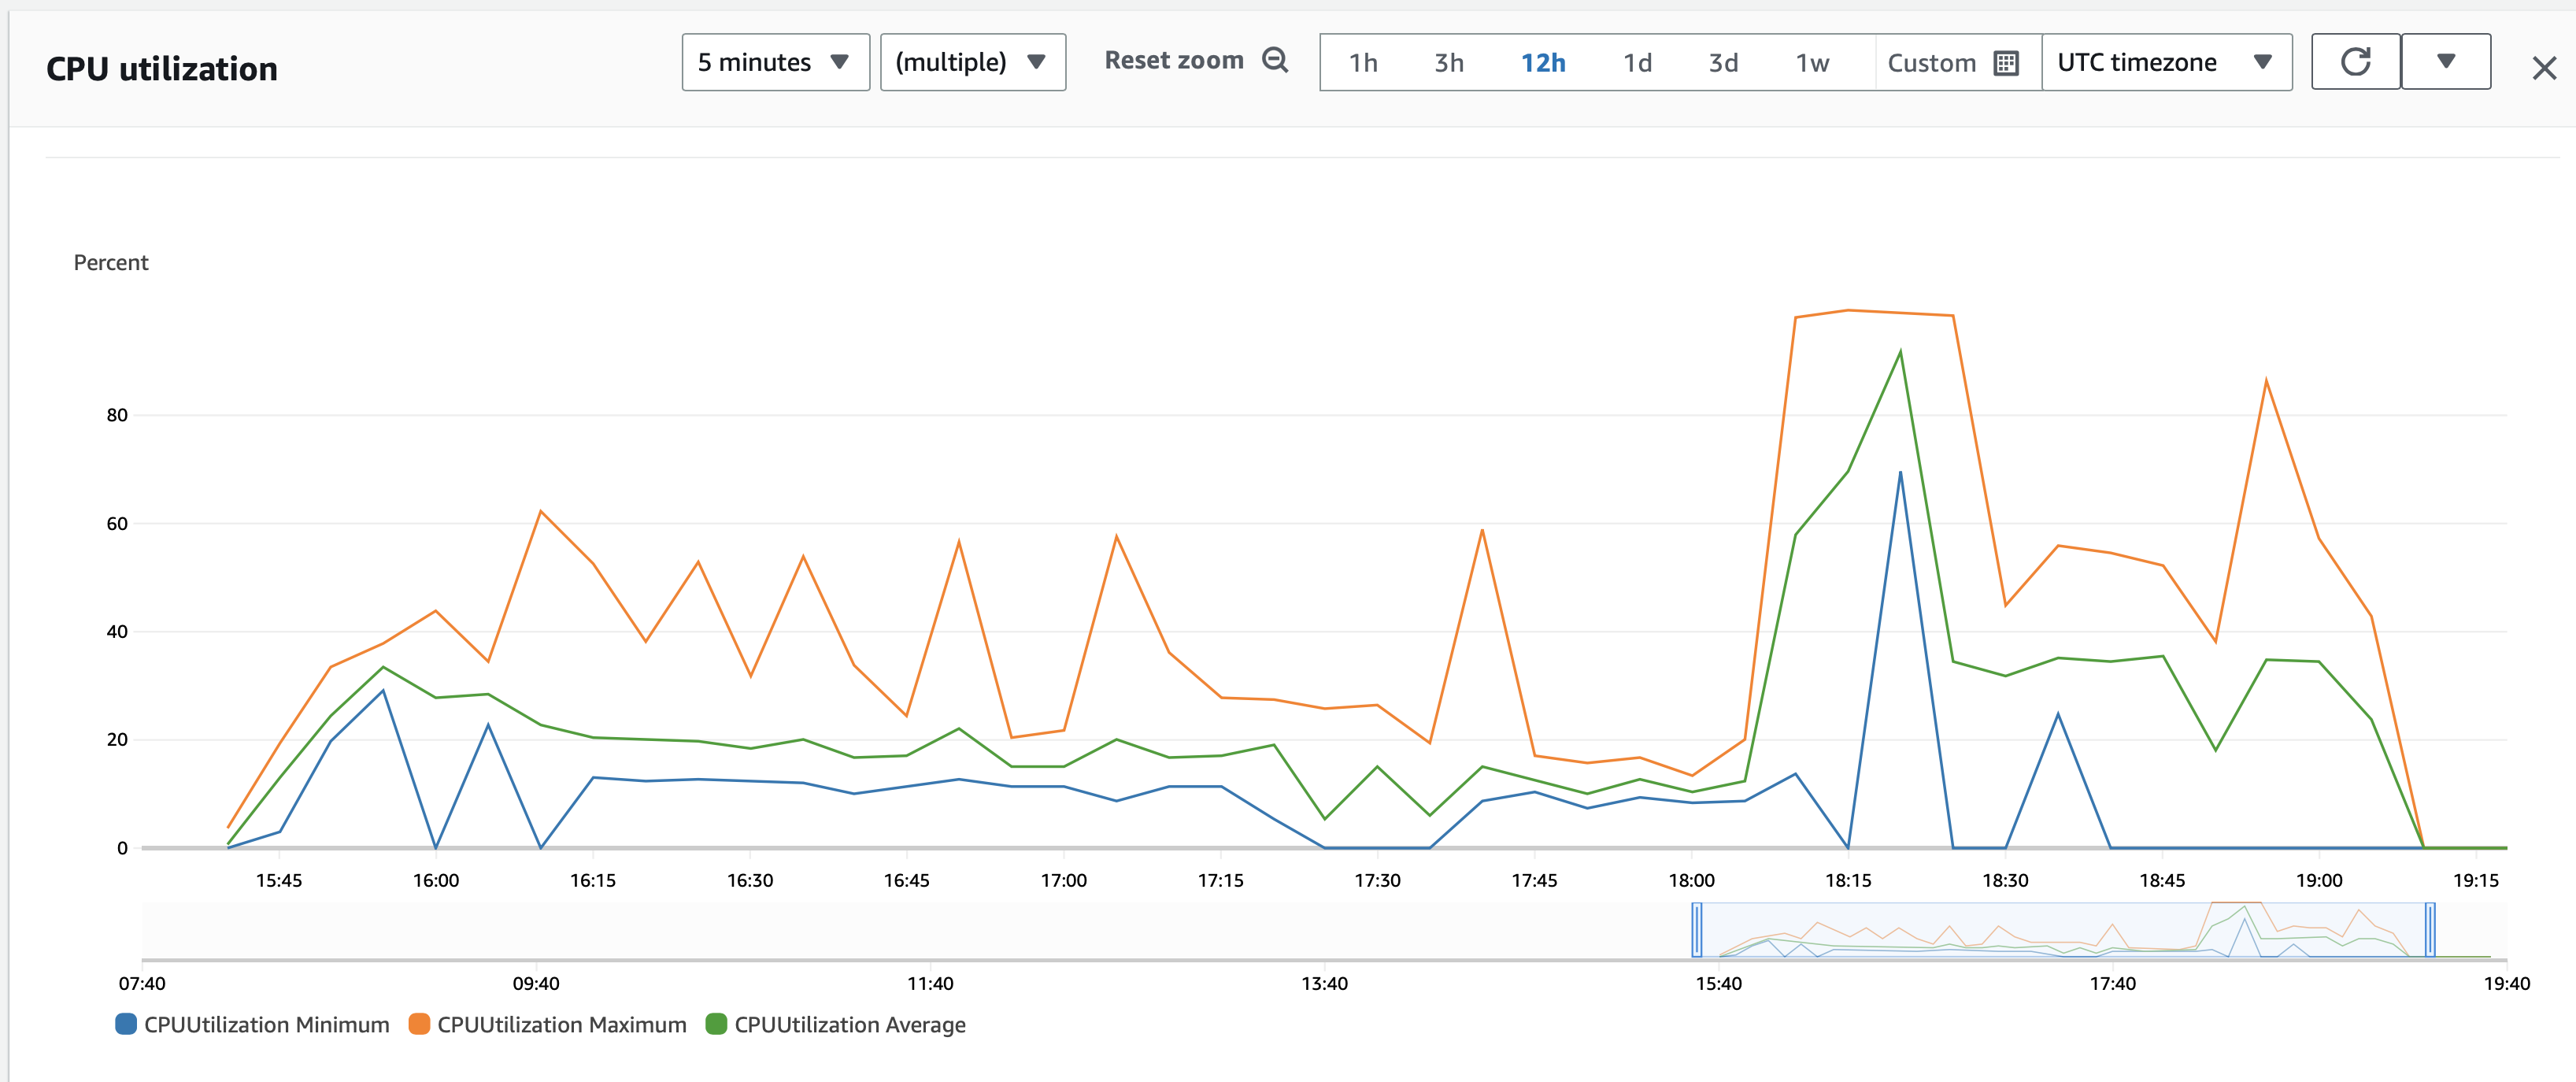 CPU utilization
5 minutes
(multiple)
Reset zoom
1h 3h 12h 1d 3d 1w Custom
UTC timezone
Percent
80
60
40
20
0
15:45 16:00 16:15 16:30 16:45 17:00 17:15 17:30 17:45 18:00 18:15 18:30 18:45 19:00 19:15
07:40 09:40 11:40 13:40 15:40 17:40 19:40
CPUUtilization Minimum CPUUtilization Maximum CPUUtilization Average